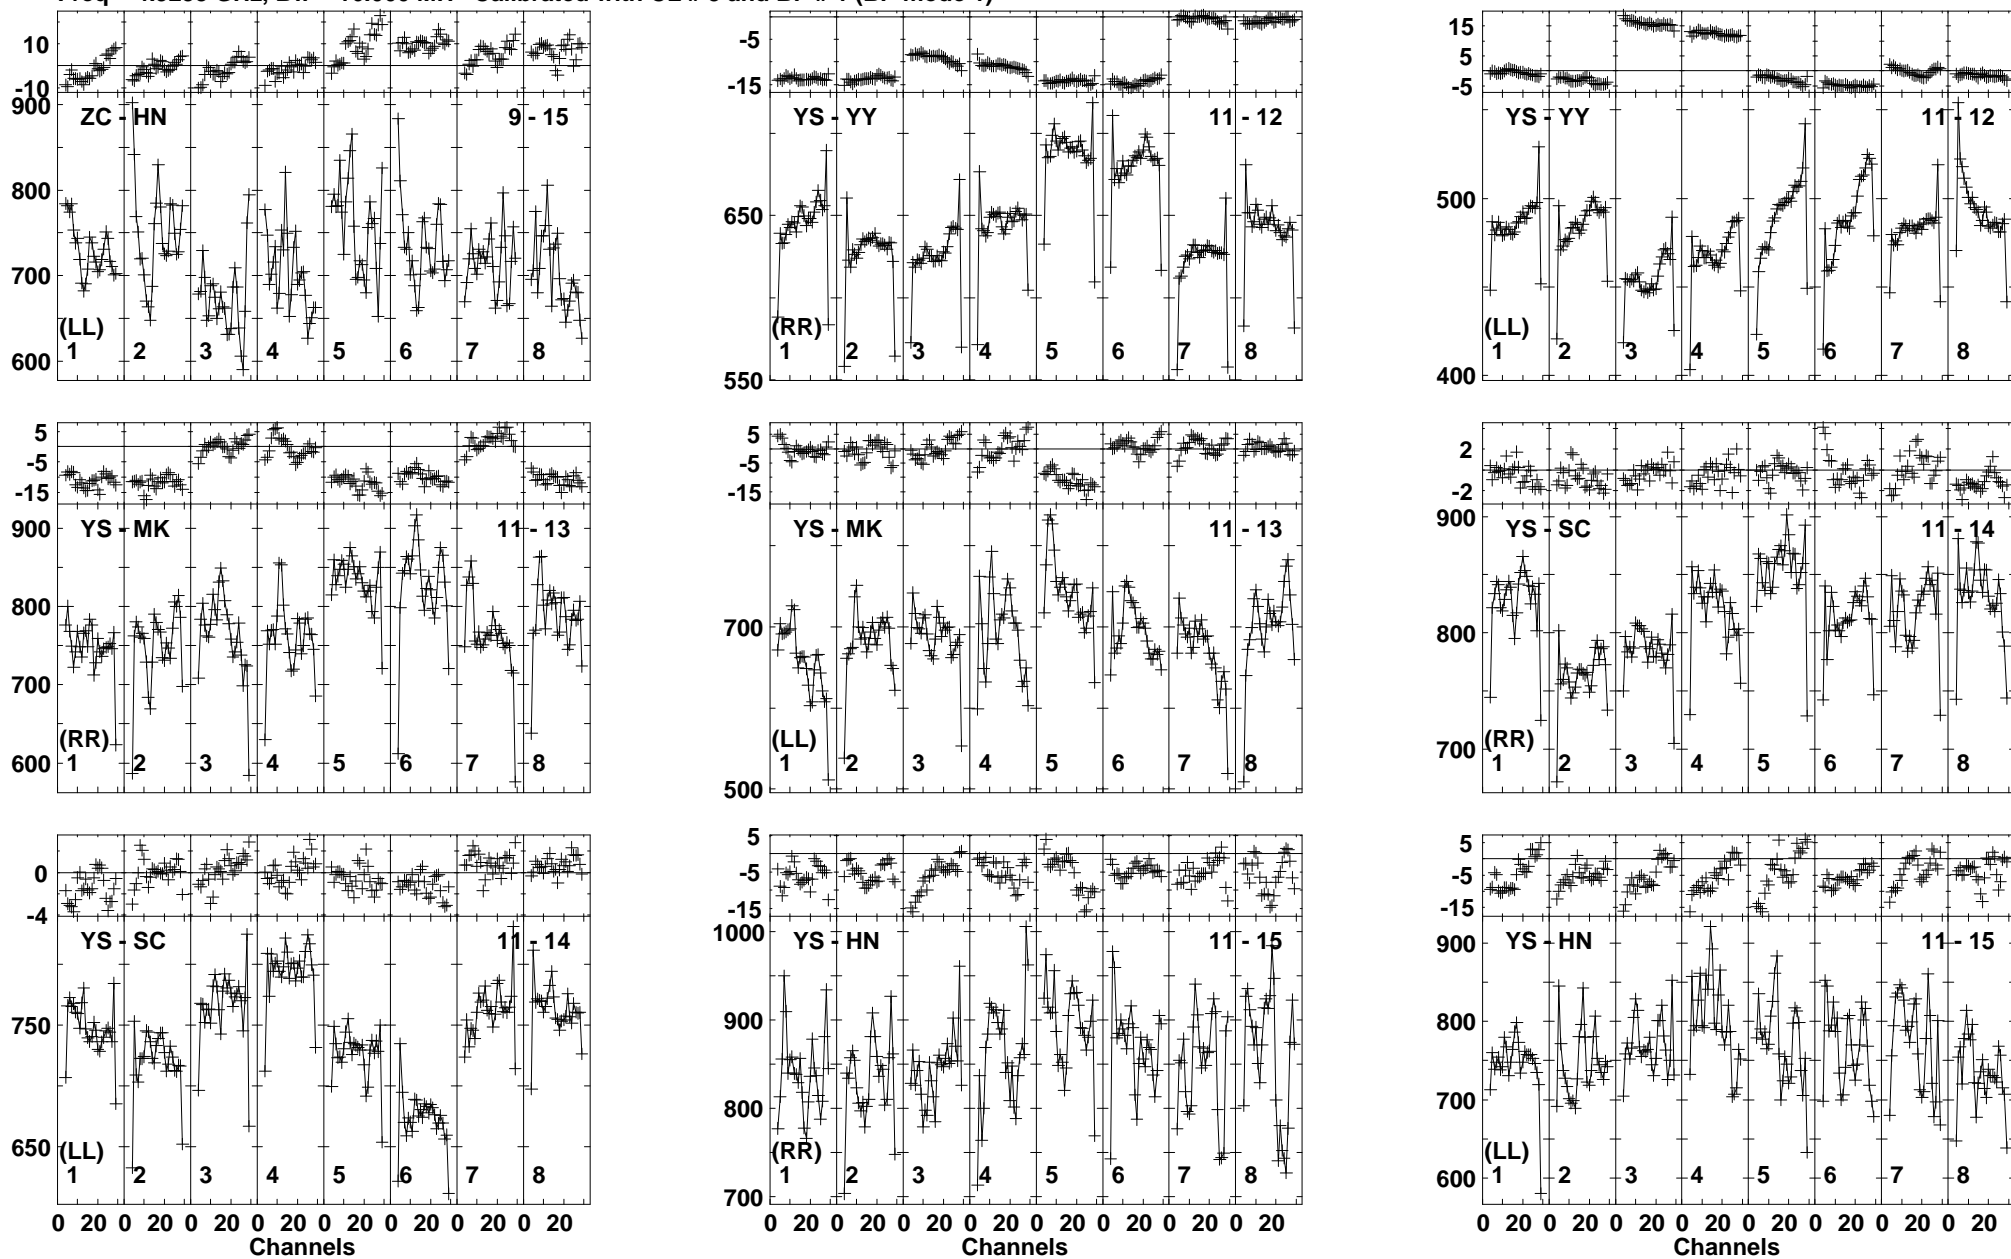 10 -10 900 800 700 600 ZC - HN 9 - 15 (LL) 1 2 3 4 5 6 7 8
-5 -15 650 550 YS - YY 11 - 12 (RR) 1 2 3 4 5 6 7 8
15 5 -5 500 400 YS - YY 11 - 12 (LL) 1 2 3 4 5 6 7 8
5 -5 -15 900 800 700 600 YS - MK 11 - 13 (RR) 1 2 3 4 5 6 7 8
5 -5 -15 700 500 YS - MK 11 - 13 (LL) 1 2 3 4 5 6 7 8
2 -2 900 800 700 YS - SC 11 - 14 (RR) 1 2 3 4 5 6 7 8
0 -4 750 650 YS - SC 11 - 14 (LL) 1 2 3 4 5 6 7 8
5 -5 -15 1000 900 800 700 YS - HN 11 - 15 (RR) 1 2 3 4 5 6 7 8
5 -5 -15 900 800 700 600 YS - HN 11 - 15 (LL) 1 2 3 4 5 6 7 8
0 20 0 20 0 20 0 20 0 20 0 20 0 20 0 20
Channels
0 20 0 20 0 20 0 20 0 20 0 20 0 20 0 20
Channels
0 20 0 20 0 20 0 20 0 20 0 20 0 20 0 20
Channels